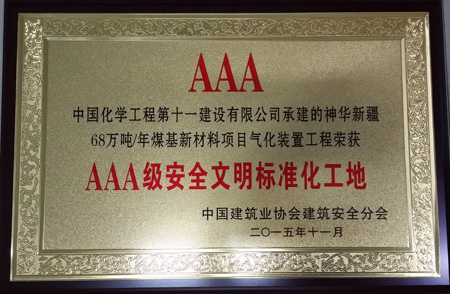 AAA
中国化学工程第十一建设有限公司承建的神华新疆
68万吨/年煤基新材料项目气化装置工程荣获
AAA级安全文明标准化工地
中国建筑业协会建筑安全分会
二〇一五年十一月